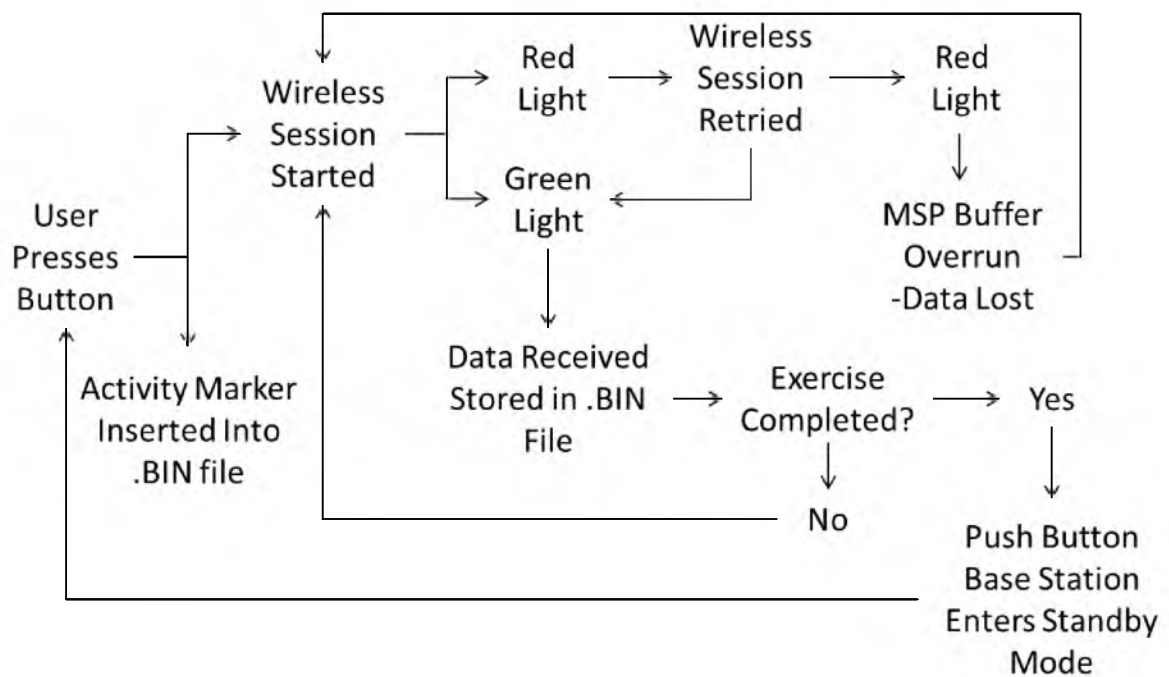 Wireless
Session
Started
Red
Light
Wireless
Session
Retried
Red
Light
Green
Light
User
Presses
Button
MSP Buffer
Overrun
-Data Lost
Activity Marker
Inserted Into
.BIN file
Data Received
Stored in .BIN
File
Exercise
Completed?
Yes
No
Push Button
Base Station
Enters Standby
Mode